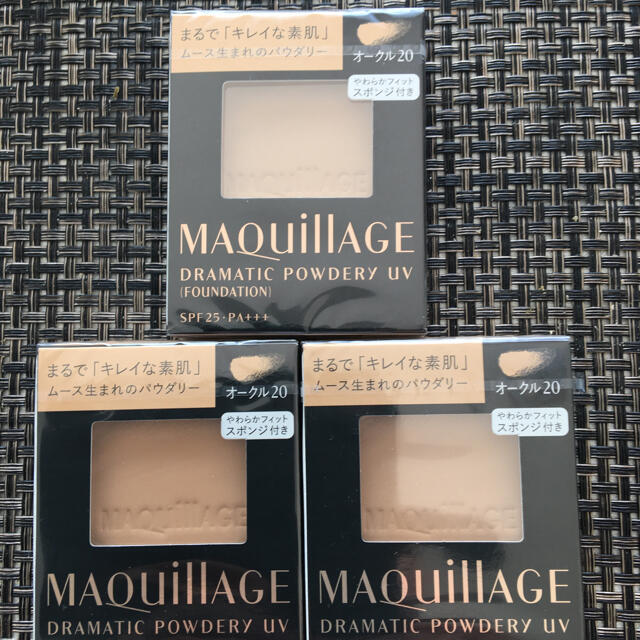 まるで「キレイな素肌」
ムース生まれのパウダリー
オークル20
やわらかフィット
スポンジ付き
MAQuillAGE
MAQuillAGE
DRAMATIC POWDERY UV
(FOUNDATION)
SPF25・PA+++
まるで「キレイな素肌」
ムース生まれのパウダリー
オークル20
やわらかフィット
スポンジ付き
MAQuillAGE
MAQuillAGE
DRAMATIC POWDERY UV
まるで「キレイな素肌」
ムース生まれのパウダリー
オークル20
やわらかフィット
スポンジ付き
MAQuillAGE
MAQuillAGE
DRAMATIC POWDERY UV